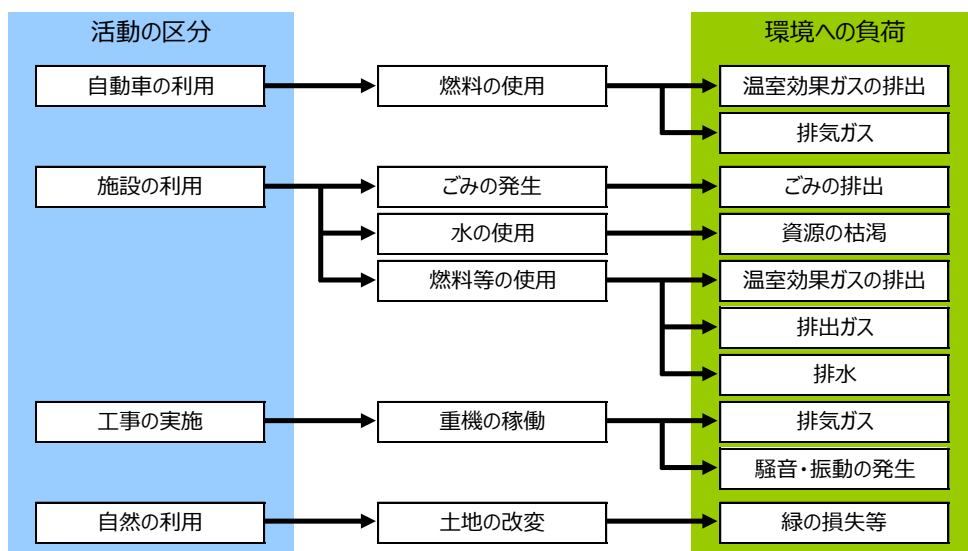 活動の区分
環境への負荷
自動車の利用
燃料の使用
温室効果ガスの排出
排気ガス
施設の利用
ごみの発生
ごみの排出
水の使用
資源の枯渇
燃料等の使用
温室効果ガスの排出
排出ガス
排水
工事の実施
重機の稼働
排気ガス
騒音・振動の発生
自然の利用
土地の改変
緑の損失等